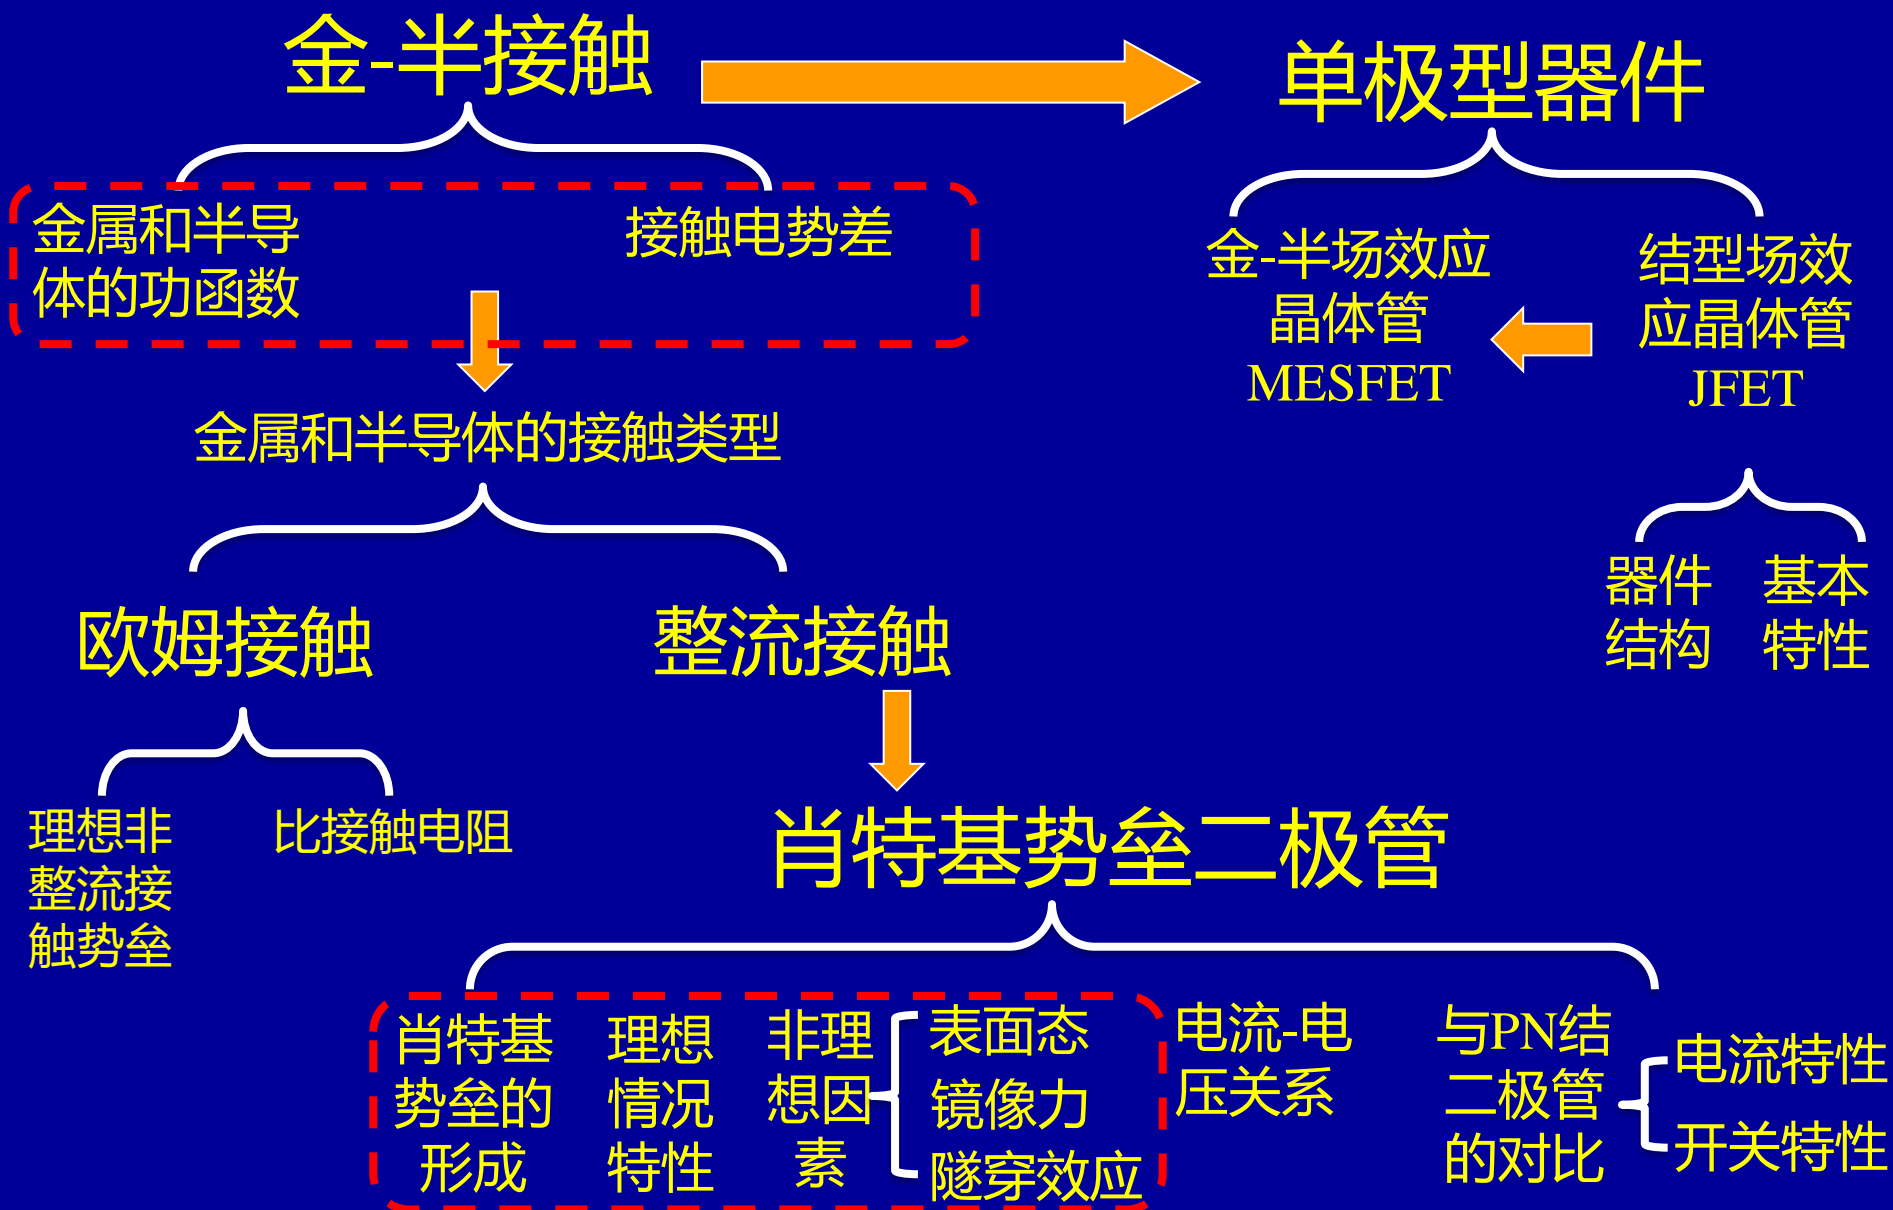 金-半接触
单极型器件
金属和半导
体的功函数
接触电势差
金-半场效应
晶体管
MESFET
结型场效
应晶体管
JFET
金属和半导体的接触类型
器件
结构
基本
特性
欧姆接触
整流接触
理想非
整流接
触势垒
比接触电阻
肖特基势垒二极管
肖特基
势垒的
形成
理想
情况
特性
非理
想因
素
表面态
镜像力
隧穿效应
电流-电
压关系
与PN结
二极管
的对比
电流特性
开关特性